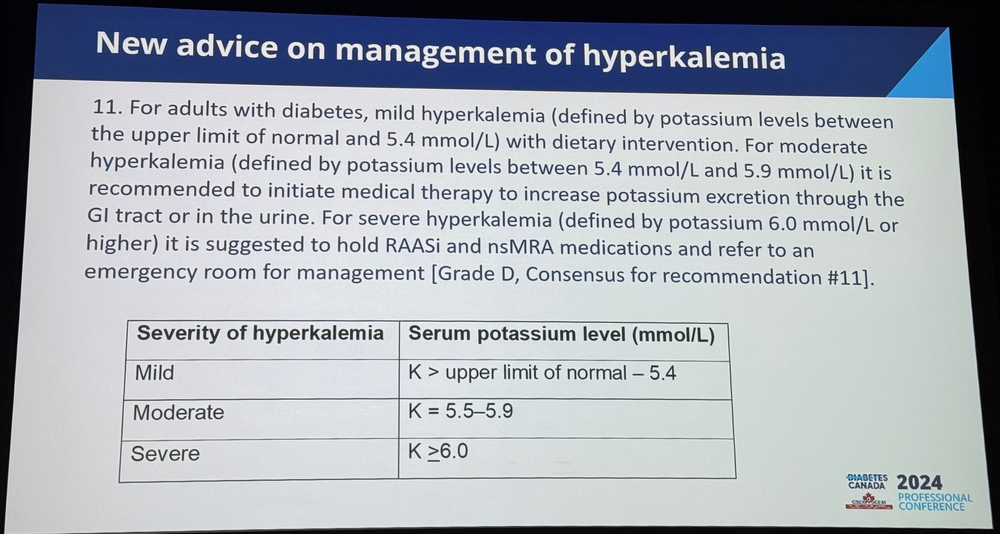 New advice on management of hyperkalemia
11. For adults with diabetes, mild hyperkalemia (defined by potassium levels between
the upper limit of normal and 5.4 mmol/L) with dietary intervention. For moderate
hyperkalemia (defined by potassium levels between 5.4 mmol/L and 5.9 mmol/L) it is
recommended to initiate medical therapy to increase potassium excretion through the
GI tract or in the urine. For severe hyperkalemia (defined by potassium 6.0 mmol/L or
higher) it is suggested to hold RAASi and nsMRA medications and refer to an
emergency room for management [Grade D, Consensus for recommendation #11].
Severity of hyperkalemia Serum potassium level (mmol/L)
Mild K > upper limit of normal – 5.4
Moderate K = 5.5–5.9
Severe K ≥6.0
DIABETES
CANADA
CSEM SCEM
2024
PROFESSIONAL
CONFERENCE